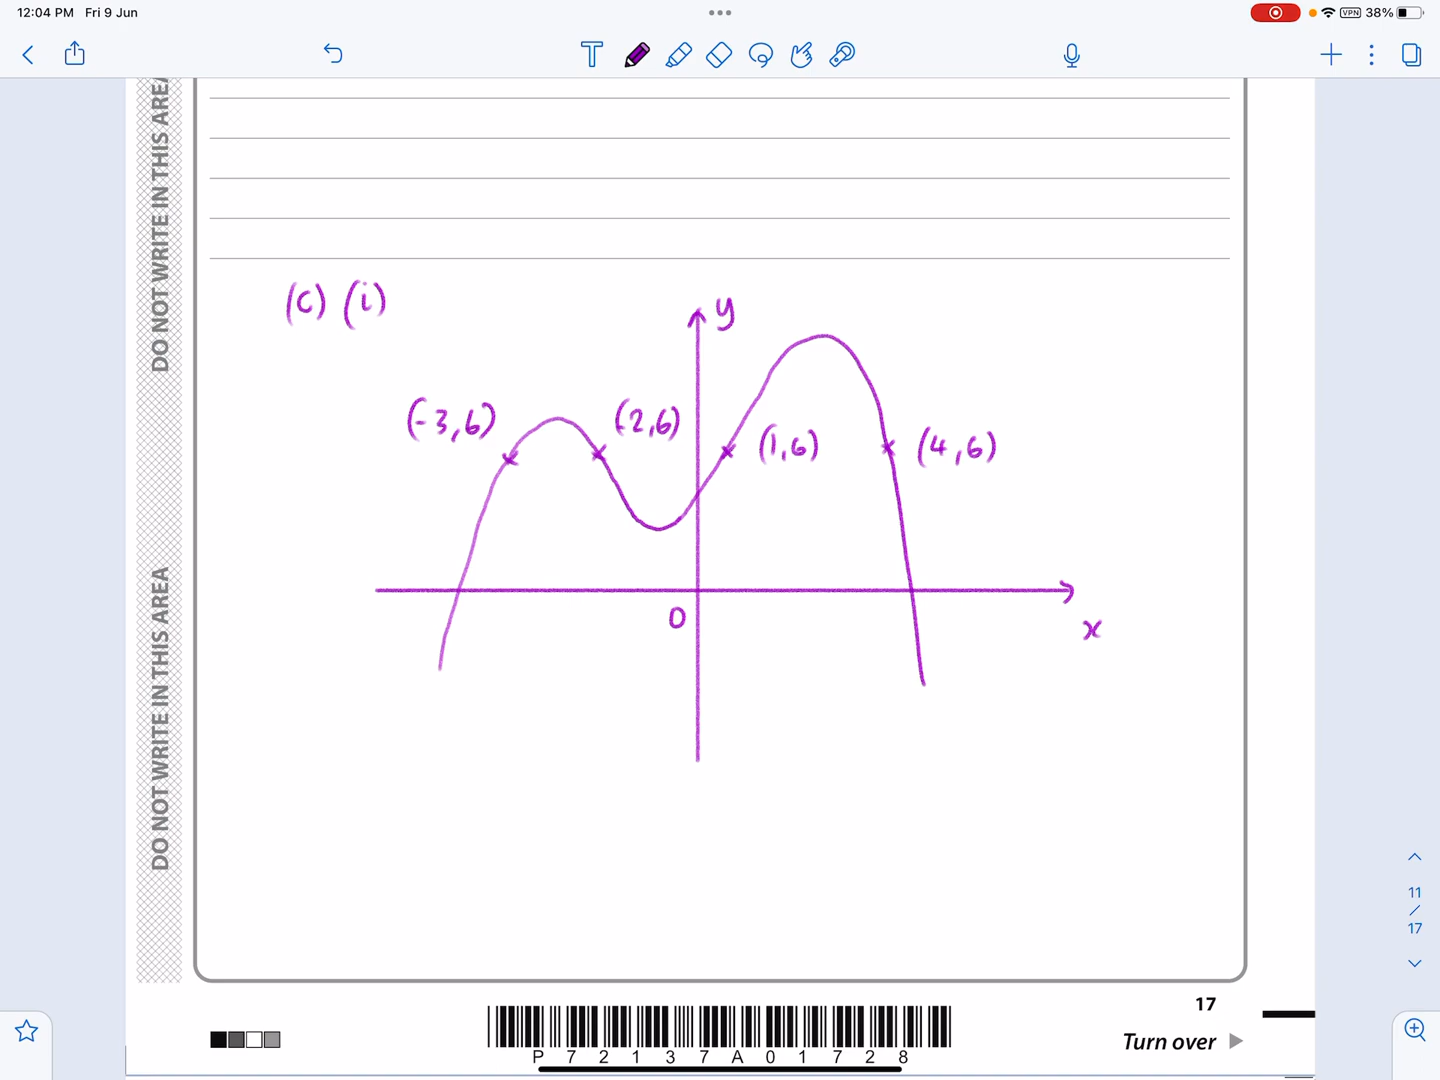 12:04 PM Fri 9 Jun
VPN 38%
T
DO NOT WRITE IN THIS AREA
(c) (i)
y
(-3,6)
(-2,6)
(1,6)
(4,6)
0
x
DO NOT WRITE IN THIS AREA
11
/
17
17
P 7 2 1 3 7 A 0 1 7 2 8
Turn over